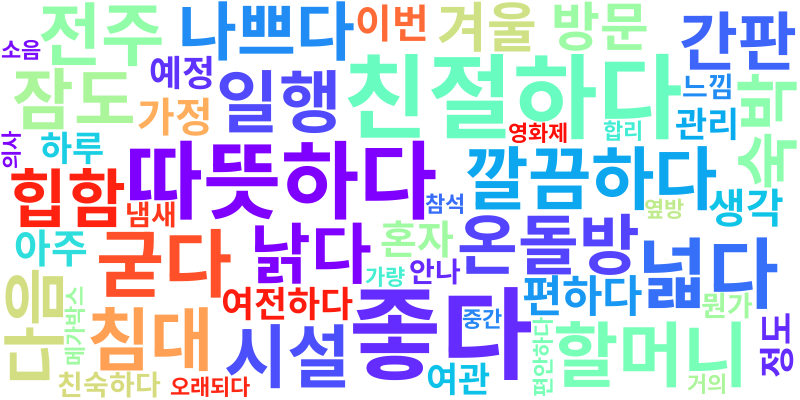 전주
나쁘다
이번
겨울
방문
간판
소음
예정
잠도
가정
일행
친절하다
느낌
숙박
영화제
합리
관리
의사
하루
힙함
따뜻하다
깔끔하다
냄새
참석
옆방
생각
아주
굳다
낡다
혼자
온돌방
넓다
가량
안나
다음
메가박스
침대
여전하다
시설
좋다
중간
편하다
뭔가
할머니
정도
친숙하다
오래되다
여관
편안하다
거의